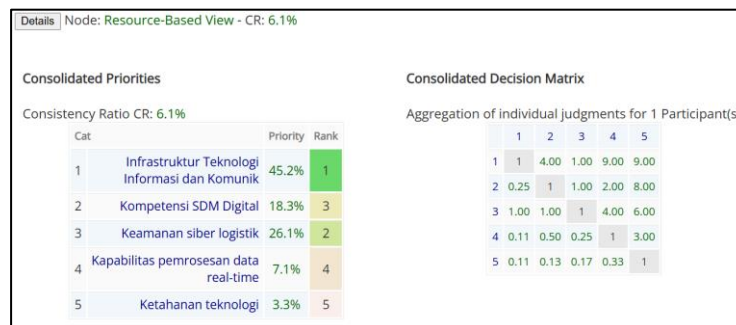 Details Node: Resource-Based View - CR: 6.1%
Consolidated Priorities
Consistency Ratio CR: 6.1%
Cat Priority Rank
1 Infrastruktur Teknologi Informasi dan Komunik 45.2% 1
2 Kompetensi SDM Digital 18.3% 3
3 Keamanan siber logistik 26.1% 2
4 Kapabilitas pemrosesan data real-time 7.1% 4
5 Ketahanan teknologi 3.3% 5
Consolidated Decision Matrix
Aggregation of individual judgments for 1 Participant(s
1 2 3 4 5
1 1 4.00 1.00 9.00 9.00
2 0.25 1 1.00 2.00 8.00
3 1.00 1.00 1 4.00 6.00
4 0.11 0.50 0.25 1 3.00
5 0.11 0.13 0.17 0.33 1